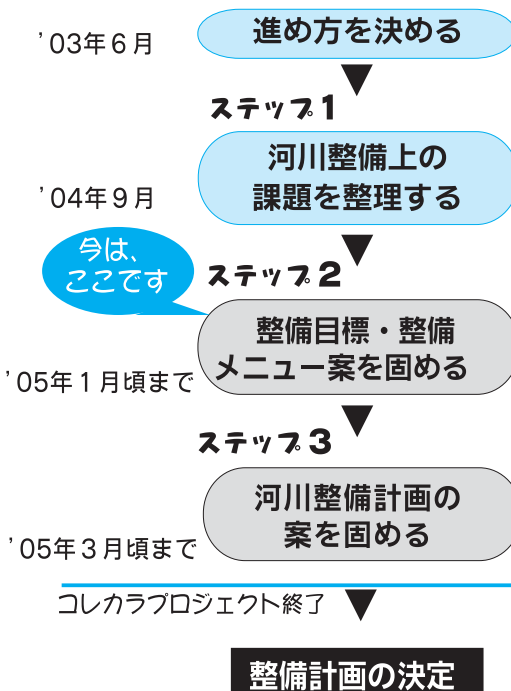 '03年6月
進め方を決める
ステップ1
河川整備上の
課題を整理する
'04年9月
今は、
ここです
ステップ2
整備目標・整備
メニュー案を固める
'05年1月頃まで
ステップ3
河川整備計画の
案を固める
'05年3月頃まで
コレカラプロジェクト終了
整備計画の決定